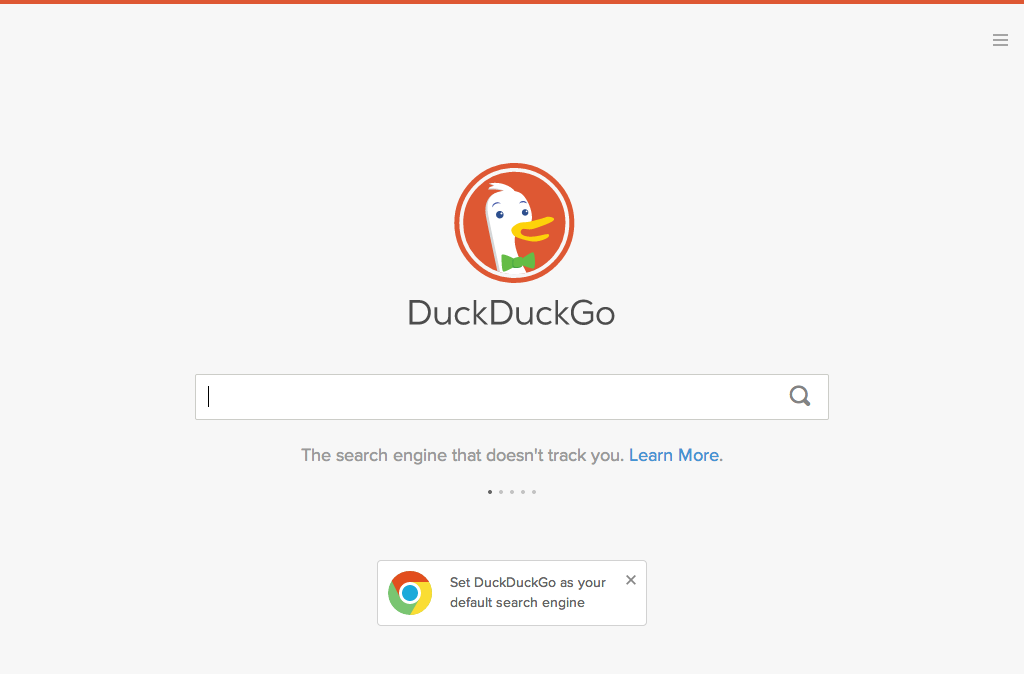 DuckDuckGo
The search engine that doesn't track you. Learn More.
Set DuckDuckGo as your
default search engine